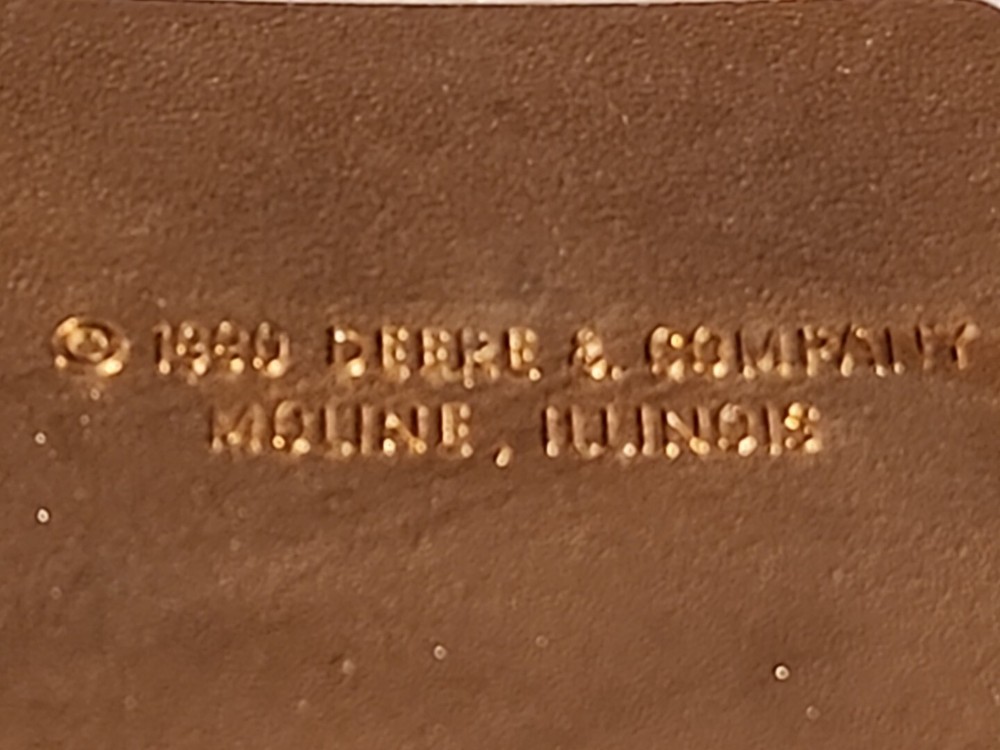 © 1980 DEERE & COMPANY
MOLINE, ILLINOIS